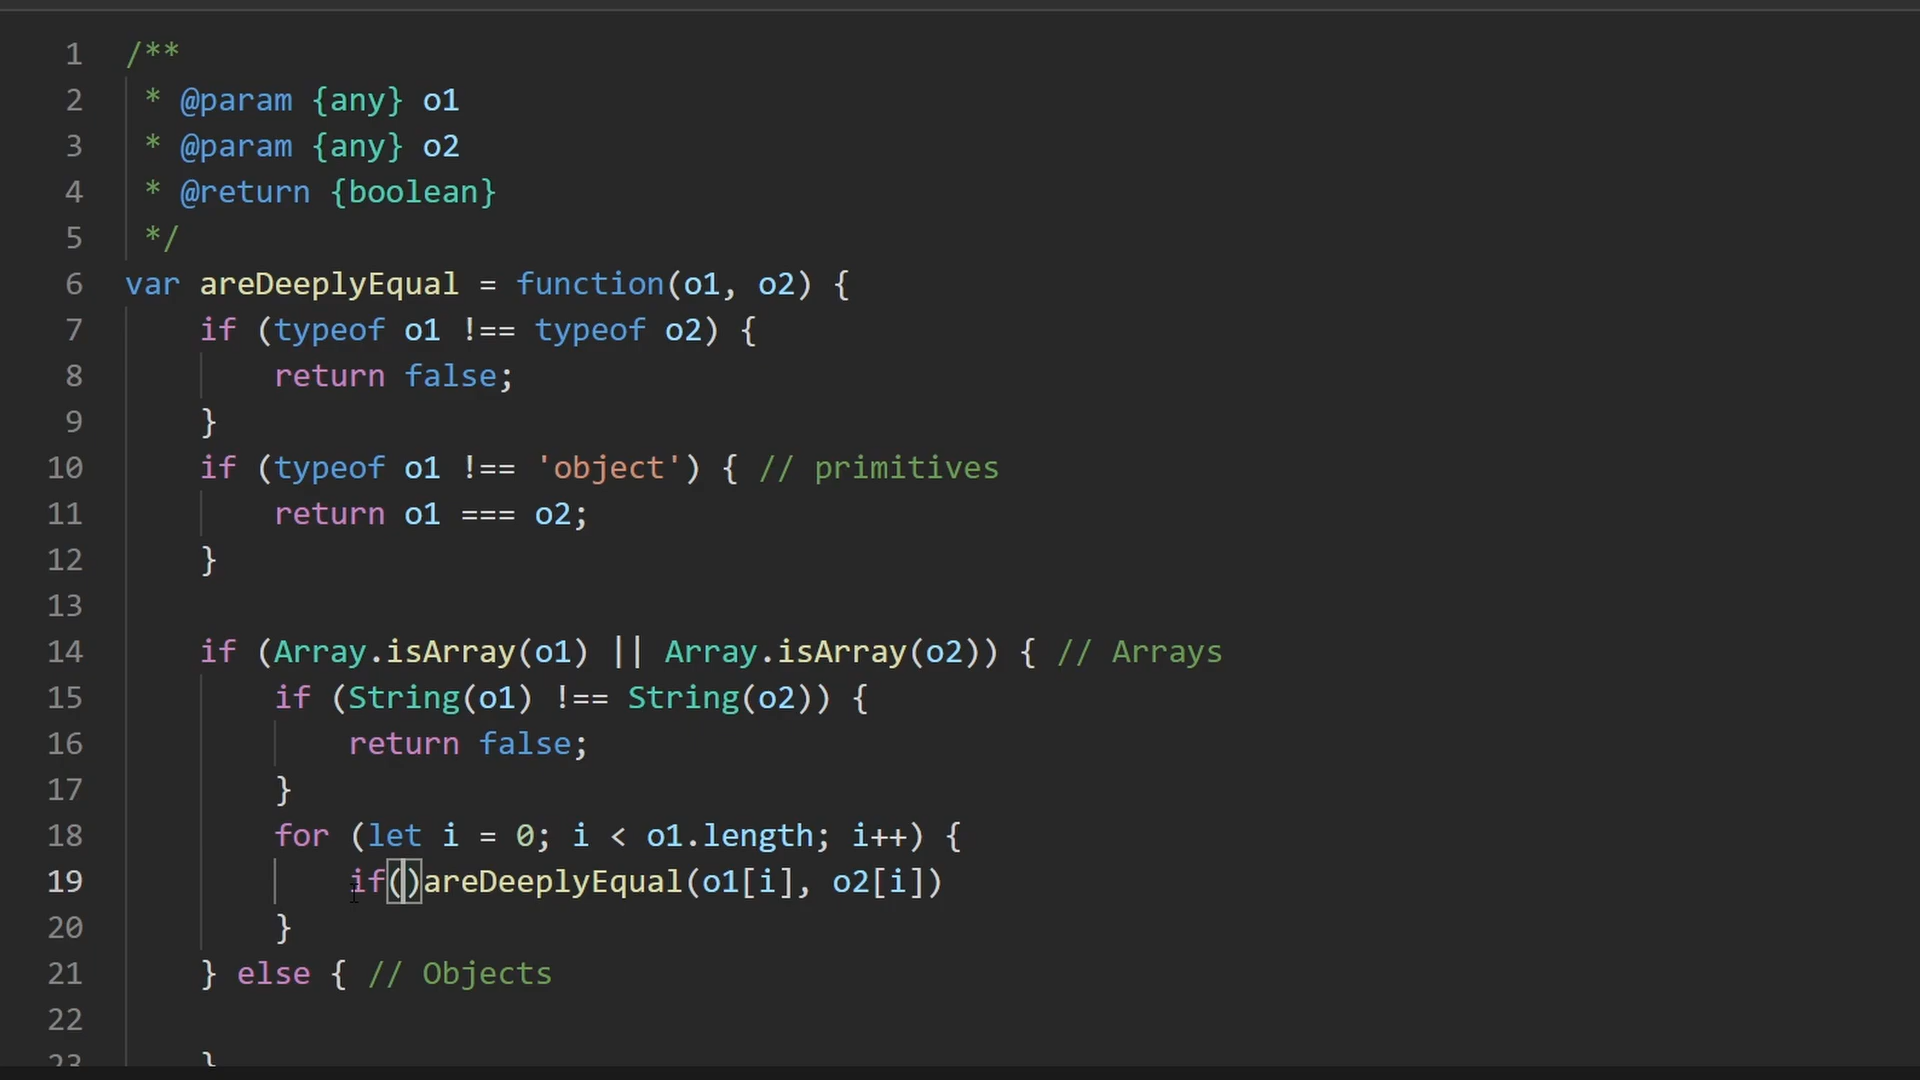 1 /**
2  * @param {any} o1
3  * @param {any} o2
4  * @return {boolean}
5  */
6 var areDeeplyEqual = function(o1, o2) {
7     if (typeof o1 !== typeof o2) {
8         return false;
9     }
10     if (typeof o1 !== 'object') { // primitives
11         return o1 === o2;
12     }
13
14     if (Array.isArray(o1) || Array.isArray(o2)) { // Arrays
15         if (String(o1) !== String(o2)) {
16             return false;
17         }
18         for (let i = 0; i < o1.length; i++) {
19             if()areDeeplyEqual(o1[i], o2[i])
20         }
21     } else { // Objects
22
23     }